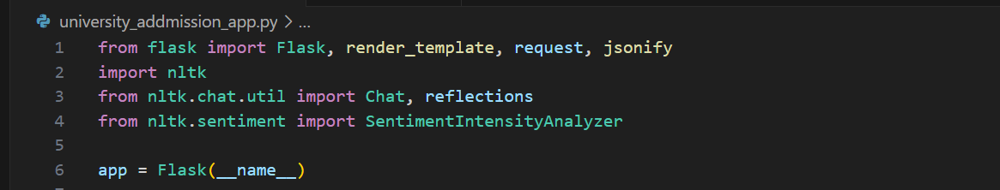 university_addmission_app.py > ...
1 from flask import Flask, render_template, request, jsonify
2 import nltk
3 from nltk.chat.util import Chat, reflections
4 from nltk.sentiment import SentimentIntensityAnalyzer
5
6 app = Flask(__name__)